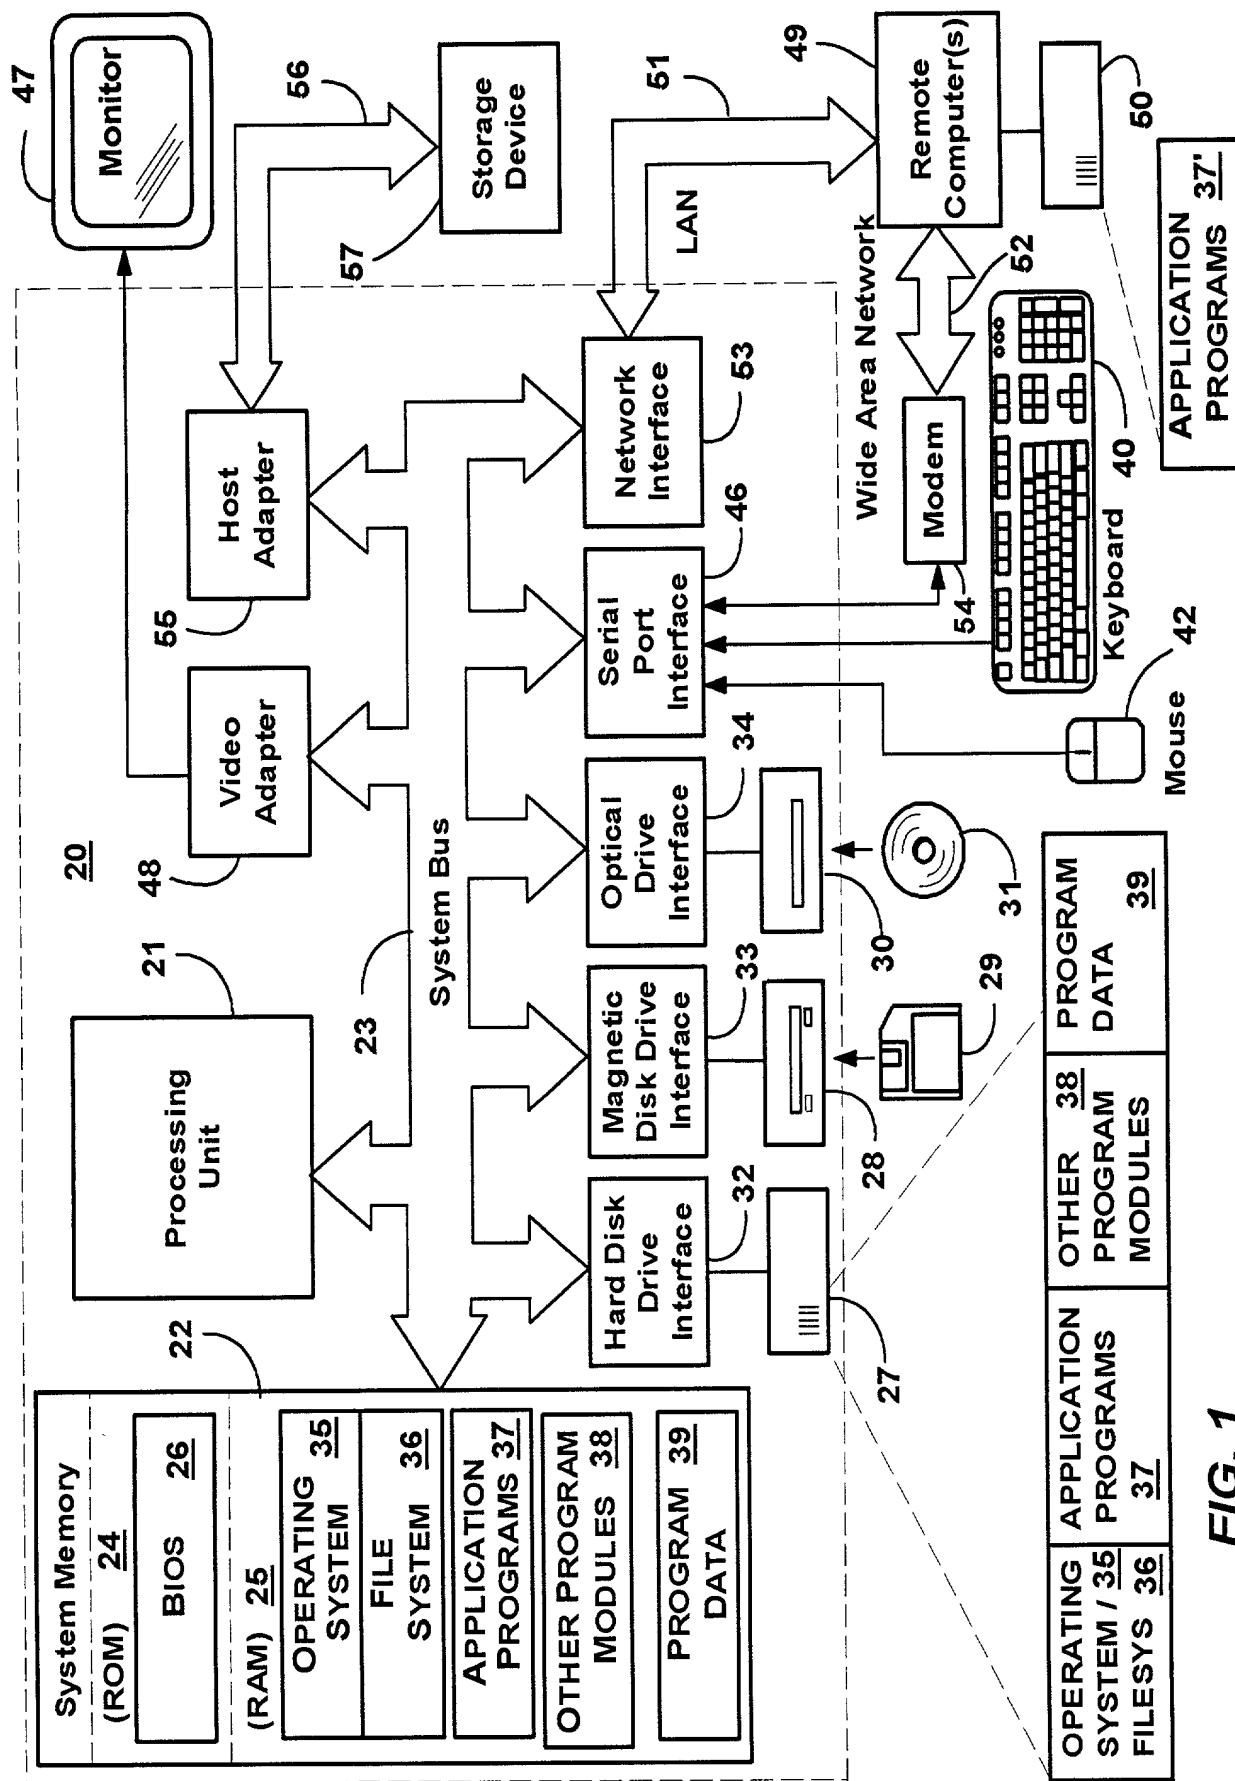 System Memory
(ROM) 24
BIOS 26
(RAM) 25
OPERATING
SYSTEM 35
FILE
SYSTEM 36
APPLICATION
PROGRAMS 37
OTHER PROGRAM
MODULES 38
PROGRAM
DATA 39
22
Processing
Unit
21
20
Video
Adapter
48
Host
Adapter
55
Monitor
47
56
Storage
Device
57
23
System Bus
Hard Disk
Drive
Interface
32
Magnetic
Disk Drive
Interface
33
Optical
Drive
Interface
34
Serial
Port
Interface
46
Network
Interface
53
LAN
51
27
28
29
30
31
Wide Area Network
52
Modem
54
Remote
Computer(s)
49
50
Mouse
42
Keyboard
40
OPERATING
SYSTEM / 35
FILESYS 36
APPLICATION
PROGRAMS
37
OTHER 38
PROGRAM
MODULES
PROGRAM
DATA
39
APPLICATION
PROGRAMS 37'
FIG. 1